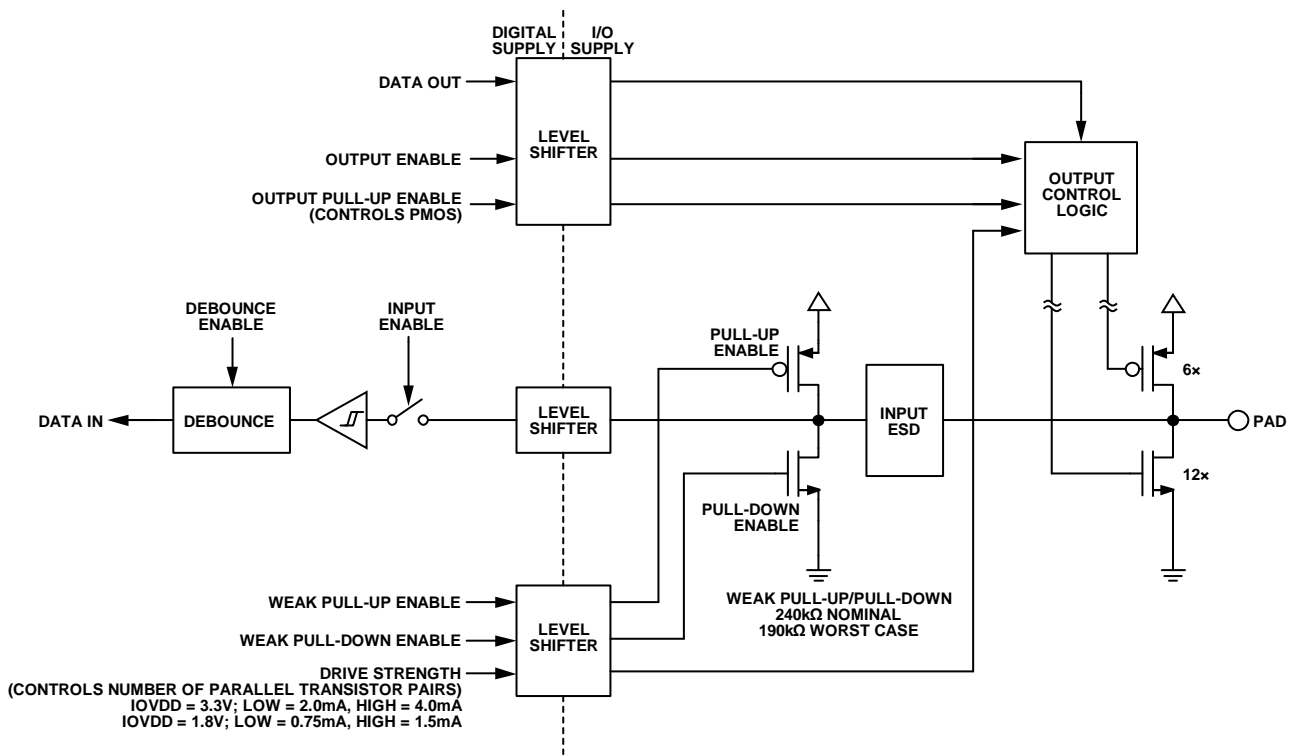 DIGITAL
SUPPLY
I/O
SUPPLY
DATA OUT
OUTPUT ENABLE
OUTPUT PULL-UP ENABLE
(CONTROLS PMOS)
LEVEL
SHIFTER
OUTPUT
CONTROL
LOGIC
DEBOUNCE
ENABLE
INPUT
ENABLE
PULL-UP
ENABLE
6×
DATA IN
DEBOUNCE
LEVEL
SHIFTER
INPUT
ESD
PAD
12×
PULL-DOWN
ENABLE
WEAK PULL-UP/PULL-DOWN
240kΩ NOMINAL
190kΩ WORST CASE
WEAK PULL-UP ENABLE
WEAK PULL-DOWN ENABLE
LEVEL
SHIFTER
DRIVE STRENGTH
(CONTROLS NUMBER OF PARALLEL TRANSISTOR PAIRS)
IOVDD = 3.3V; LOW = 2.0mA, HIGH = 4.0mA
IOVDD = 1.8V; LOW = 0.75mA, HIGH = 1.5mA